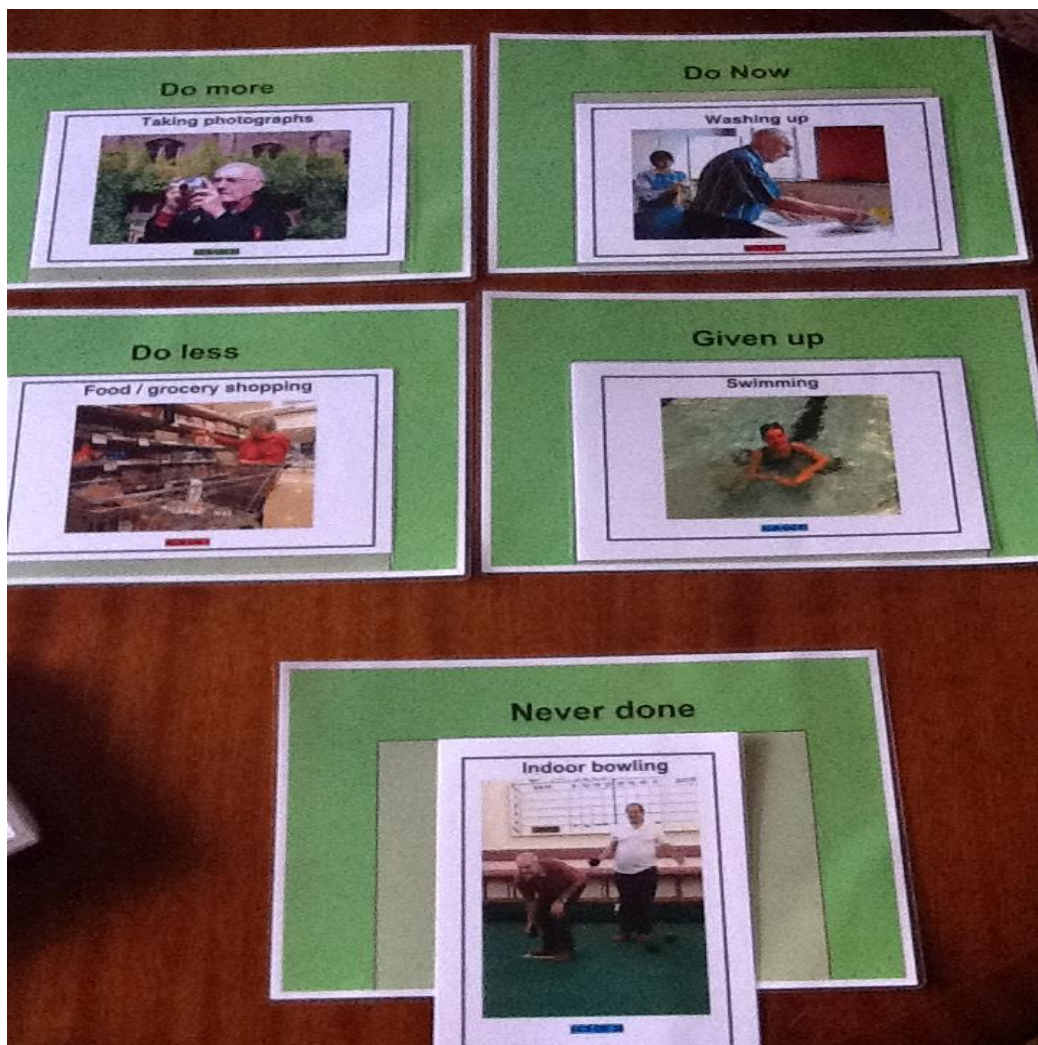 Do more
Taking photographs
Do Now
Washing up
Do less
Food / grocery shopping
Given up
Swimming
Never done
Indoor bowling